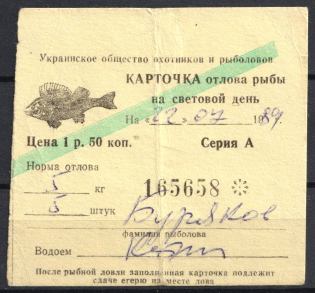 Украинское общество охотников и рыболовов
КАРТОЧКА отлова рыбы
на световой день
На «22» 07 1989г.
Цена 1 р. 50 коп. Серия А
Норма отлова
5 кг 165658
5 штук Буряков
фамилия рыболова
Водоем
После рыбной ловли заполненная карточка подлежит
сдаче егерю на месте лова